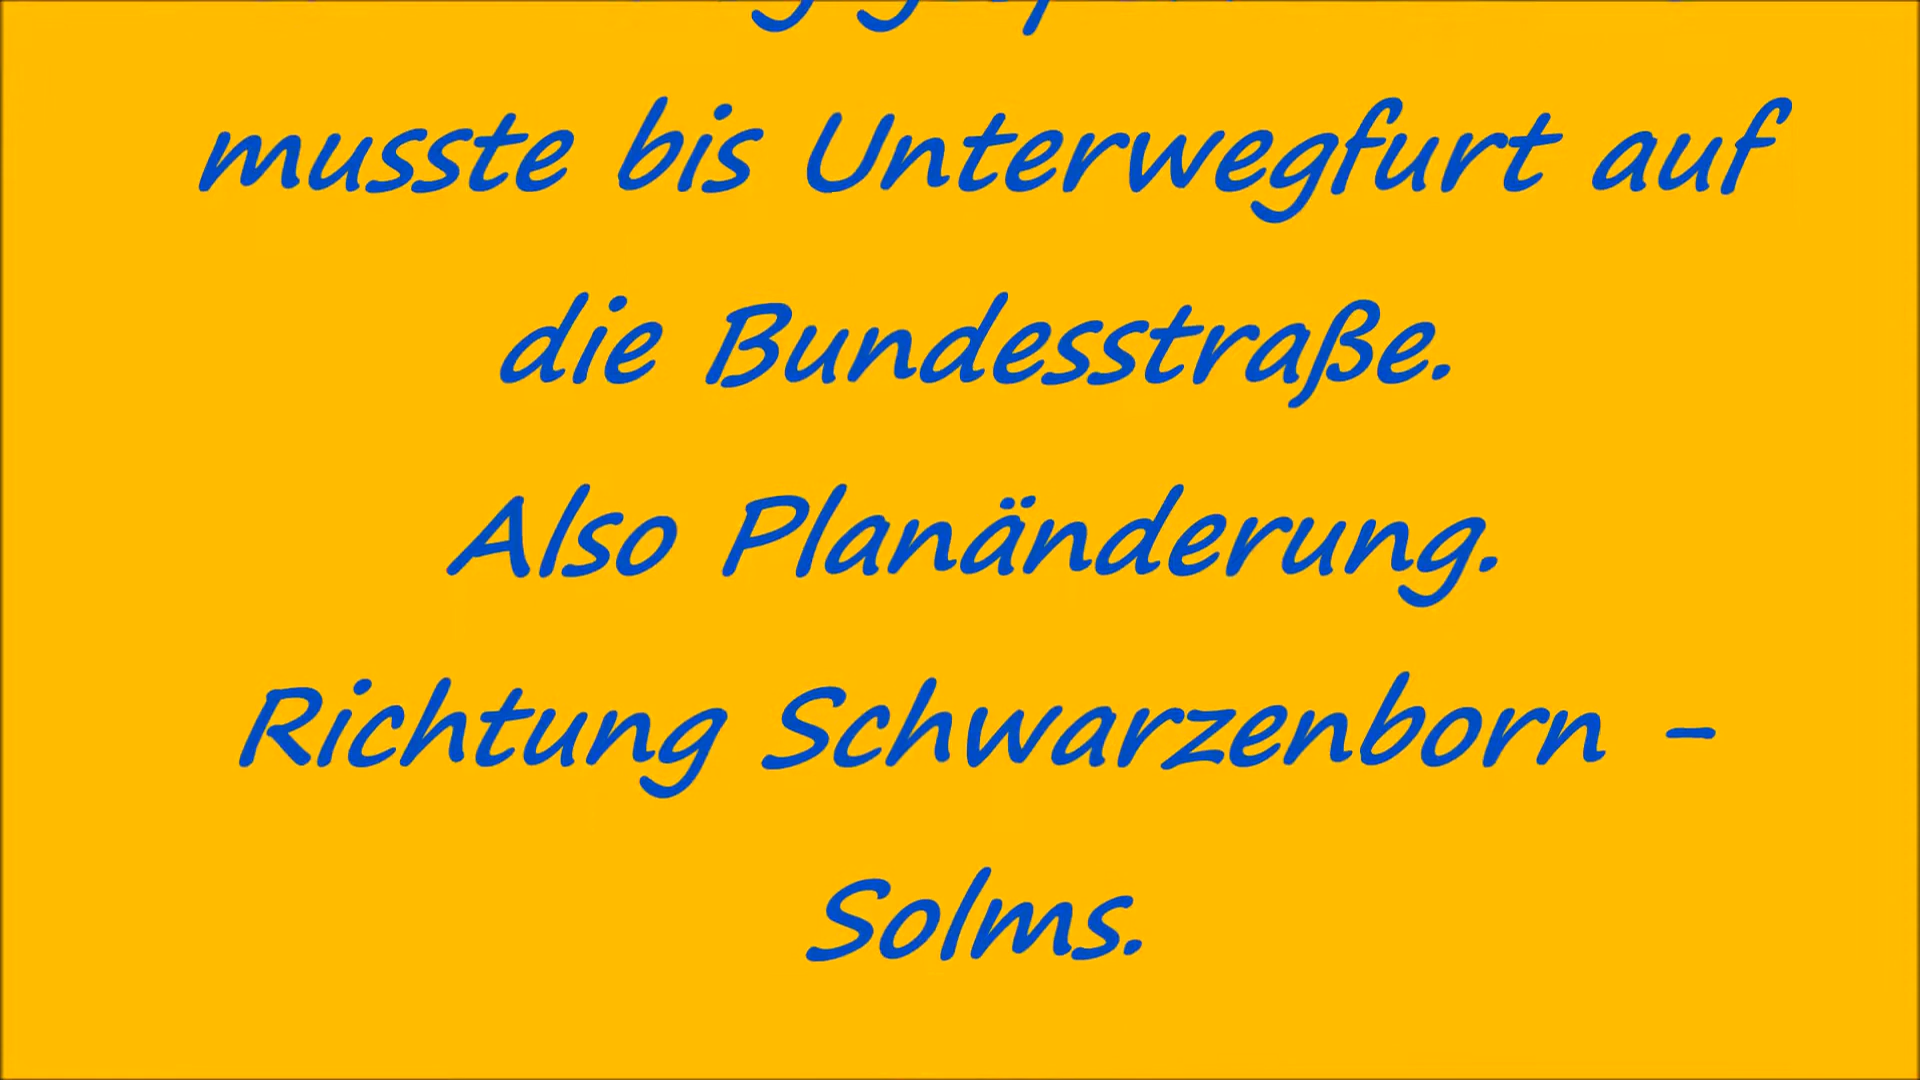 musste bis Unterwegfurt auf
die Bundesstraße.
Also Planänderung.
Richtung Schwarzenborn -
Solms.